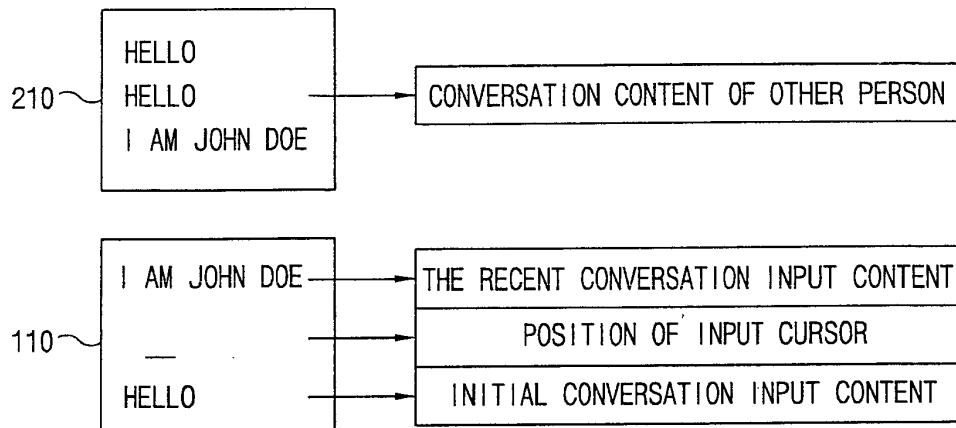 HELLO
210 HELLO CONVERSATION CONTENT OF OTHER PERSON
I AM JOHN DOE
I AM JOHN DOE THE RECENT CONVERSATION INPUT CONTENT
110 POSITION OF INPUT CURSOR
HELLO INITIAL CONVERSATION INPUT CONTENT